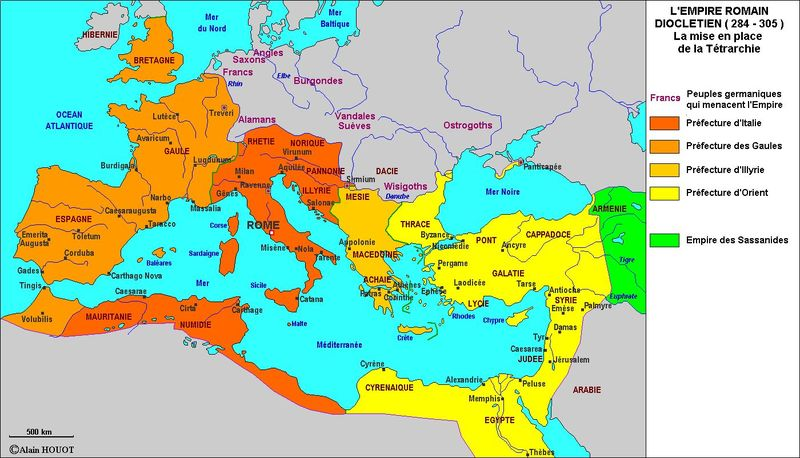 L'EMPIRE ROMAIN
DIOCLETIEN ( 284 - 305 )
La mise en place
de la Tétrarchie
Francs
Peuples germaniques
qui menacent l'Empire
Préfecture d'Italie
Préfecture des Gaules
Préfecture d'Illyrie
Préfecture d'Orient
Empire des Sassanides
HIBERNIE
Mer
du Nord
Mer
Baltique
BRETAGNE
Angles
Saxons
Francs
Rhin
Elbe
Burgondes
OCEAN
ATLANTIQUE
Lutèce
Treveri
Alamans
Vandales
Suèves
Ostrogoths
Avaricum
GAULE
Burdigala
Lugdunum
RHETIE
NORIQUE
Virunum
PANNONIE
DACIE
Panticapée
Milan
Aquilée
Ravenne
Sirmium
Wisigoths
Danube
Gênes
ILLYRIE
Salonae
MESIE
Mer Noire
ARMENIE
Narbo
Massalia
ESPAGNE
Caesaraugusta
Tarraco
Emerita
Augusta
Toletum
Corduba
Corse
ROME
THRACE
Byzance
Nicomédie
PONT
CAPPADOCE
Ancyre
Appolonie
MACEDOINE
Misène
Nola
Tarente
Sardaigne
Baléares
Pergame
GALATIE
Tigre
Gades
Carthago Nova
Mer
Sicile
ACHAIE
Athènes
Patras
Corinthe
Ephèse
Laodicée
Tarse
Antioche
Euphrate
Tingis
Caesarae
Cirta
Carthage
Catana
LYCIE
SYRIE
Palmyre
Volubilis
MAURITANIE
NUMIDIE
Malte
Rhodes
Chypre
Emèse
Damas
Méditerranée
Crète
Tyr
Caesarea
JUDEE
Jérusalem
Cyrène
CYRENAIQUE
Alexandrie
Peluse
Memphis
ARABIE
EGYPTE
Thèbes
500 km
©Alain HOUOT